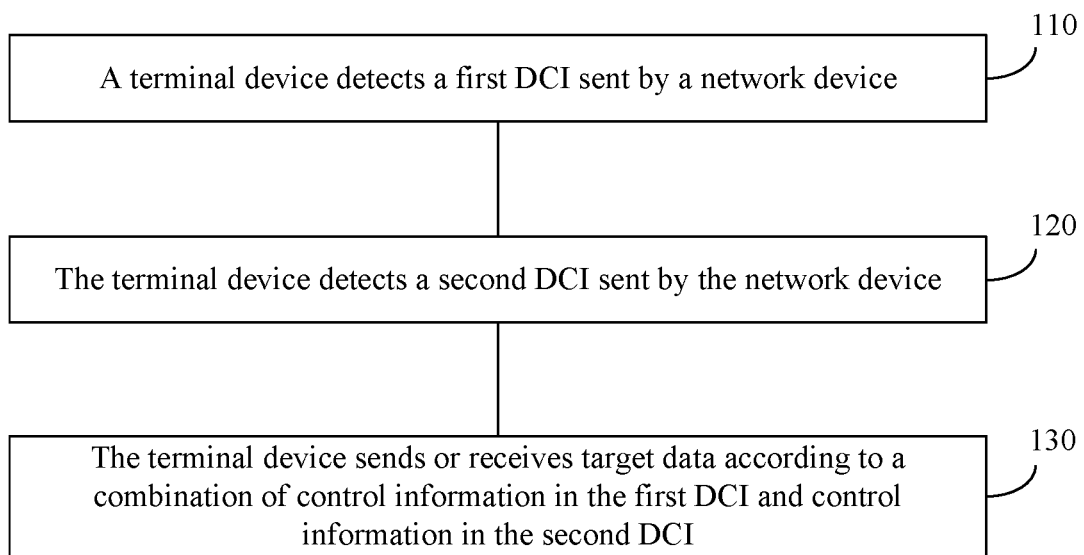 110
A terminal device detects a first DCI sent by a network device
120
The terminal device detects a second DCI sent by the network device
130
The terminal device sends or receives target data according to a
combination of control information in the first DCI and control
information in the second DCI